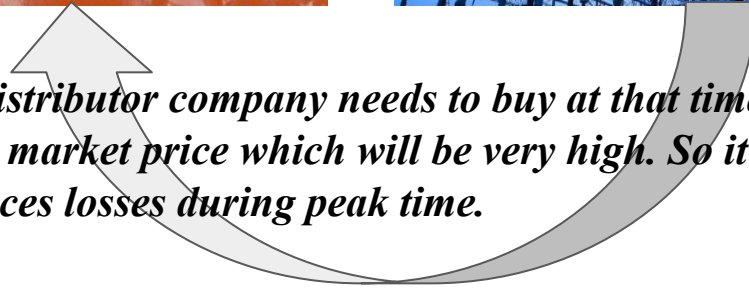 istributor company needs to buy at that time
market price which will be very high. So it
ces losses during peak time.